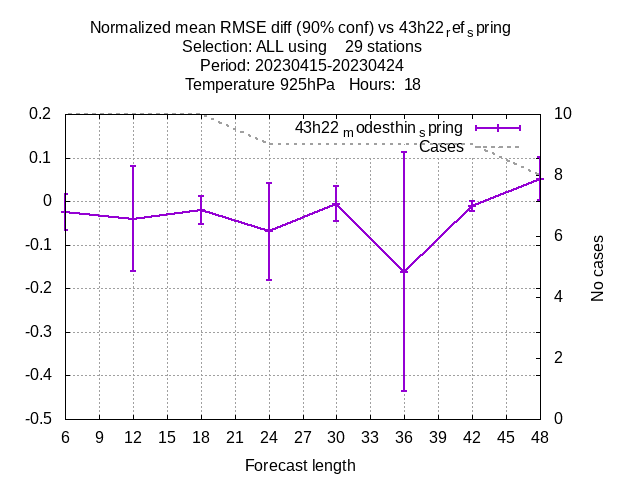 Normalized mean RMSE diff (90% conf) vs 43h22refspring
Selection: ALL using 29 stations
Period: 20230415-20230424
Temperature 925hPa Hours: 18
43h22modesthinspring
Cases
0.2
0.1
0
-0.1
-0.2
-0.3
-0.4
-0.5
10
8
6
4
2
0
No cases
6 9 12 15 18 21 24 27 30 33 36 39 42 45 48
Forecast length